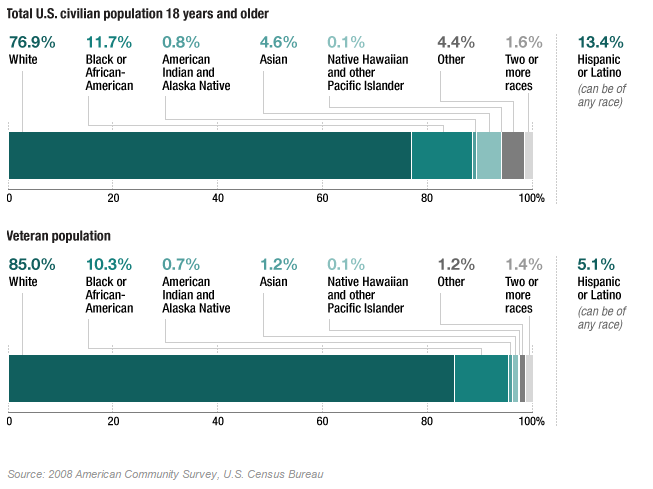 Total U.S. civilian population 18 years and older
76.9% 11.7% 0.8% 4.6% 0.1% 4.4% 1.6% 13.4%
White
Black or
African-
American
American
Indian and
Alaska Native
Asian
Native Hawaiian
and other
Pacific Islander
Other
Two or
more
races
Hispanic
or Latino
(can be of
any race)
0 20 40 60 80 100%
Veteran population
85.0% 10.3% 0.7% 1.2% 0.1% 1.2% 1.4% 5.1%
White
Black or
African-
American
American
Indian and
Alaska Native
Asian
Native Hawaiian
and other
Pacific Islander
Other
Two or
more
races
Hispanic
or Latino
(can be of
any race)
0 20 40 60 80 100%
Source: 2008 American Community Survey, U.S. Census Bureau